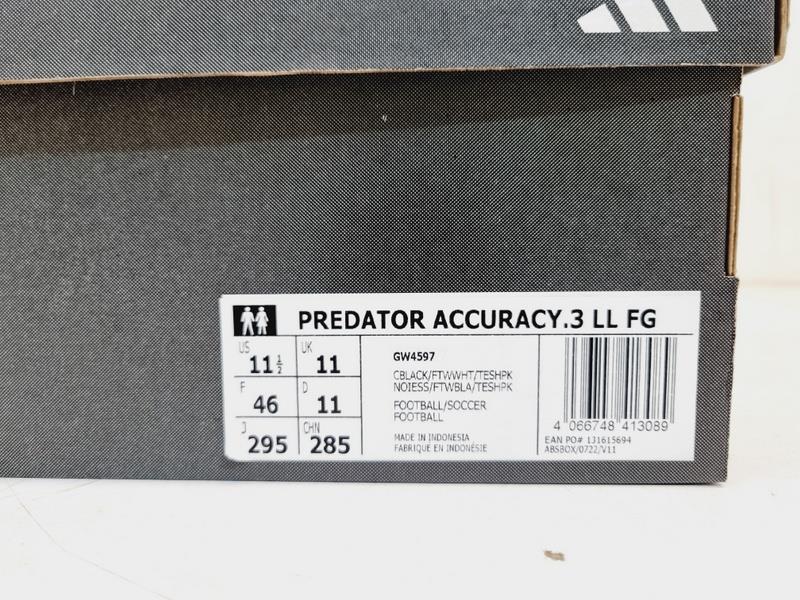 PREDATOR ACCURACY.3 LL FG
US 11½ UK 11
F 46 D 11
J 295 CHN 285
GW4597
CBLACK/FTWWHT/TESHPK
NOIESS/FTWBLA/TESHPK
FOOTBALL/SOCCER
FOOTBALL
MADE IN INDONESIA
FABRIQUE EN INDONÉSIE
4 066748 413089
EAN PO# 131615694
ABSBOX/0722/V11